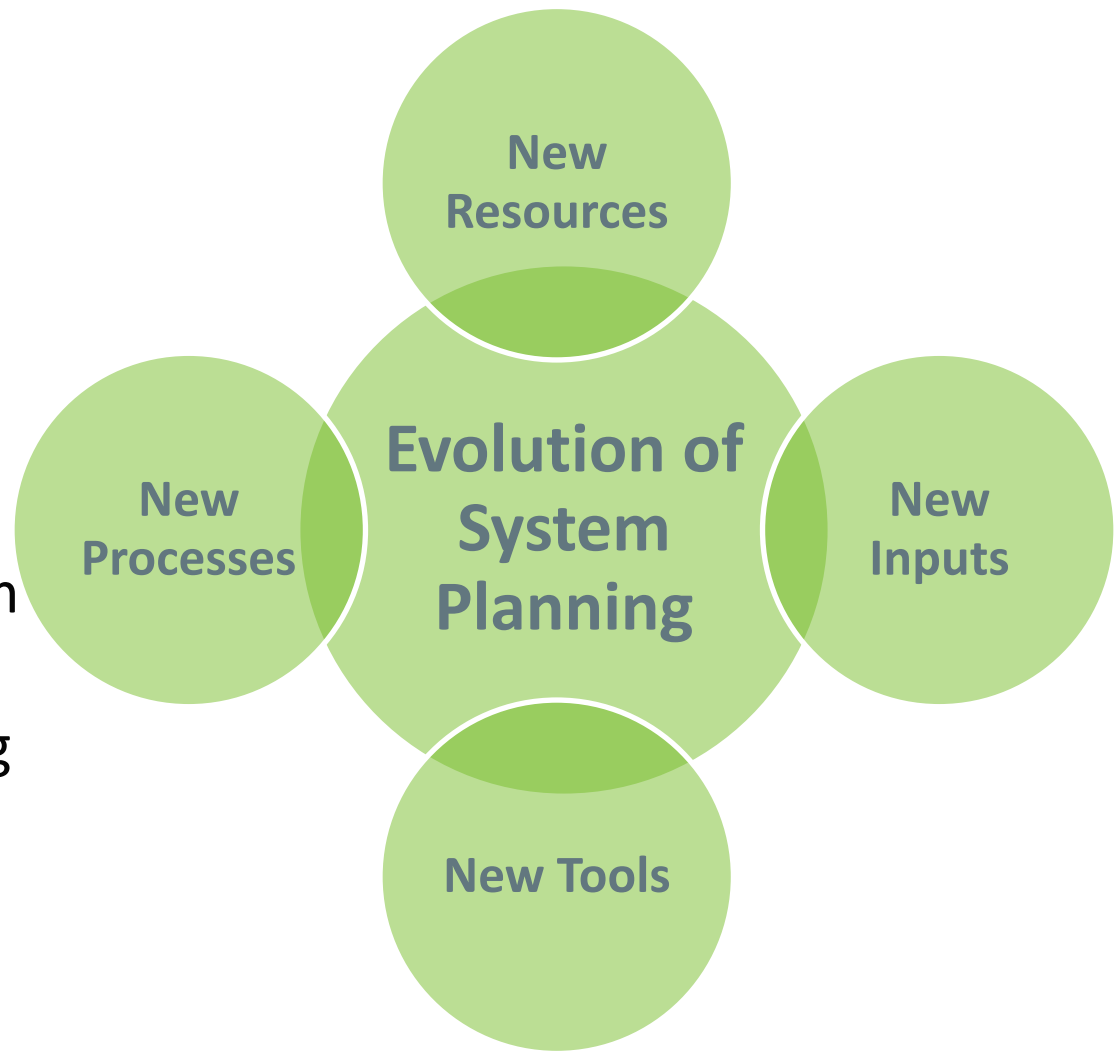 New
Resources
Evolution of
System
Planning
New
Processes
New
Inputs
New Tools